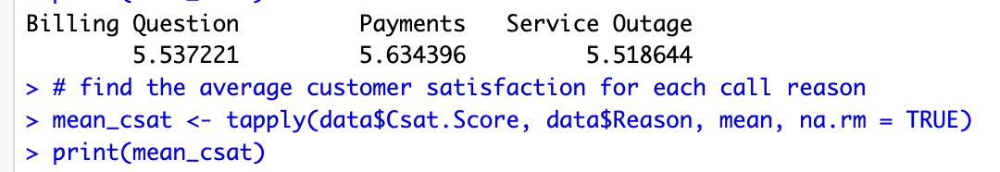 Billing Question        Payments  Service Outage
        5.537221        5.634396        5.518644
> # find the average customer satisfaction for each call reason
> mean_csat <- tapply(data$Csat.Score, data$Reason, mean, na.rm = TRUE)
> print(mean_csat)